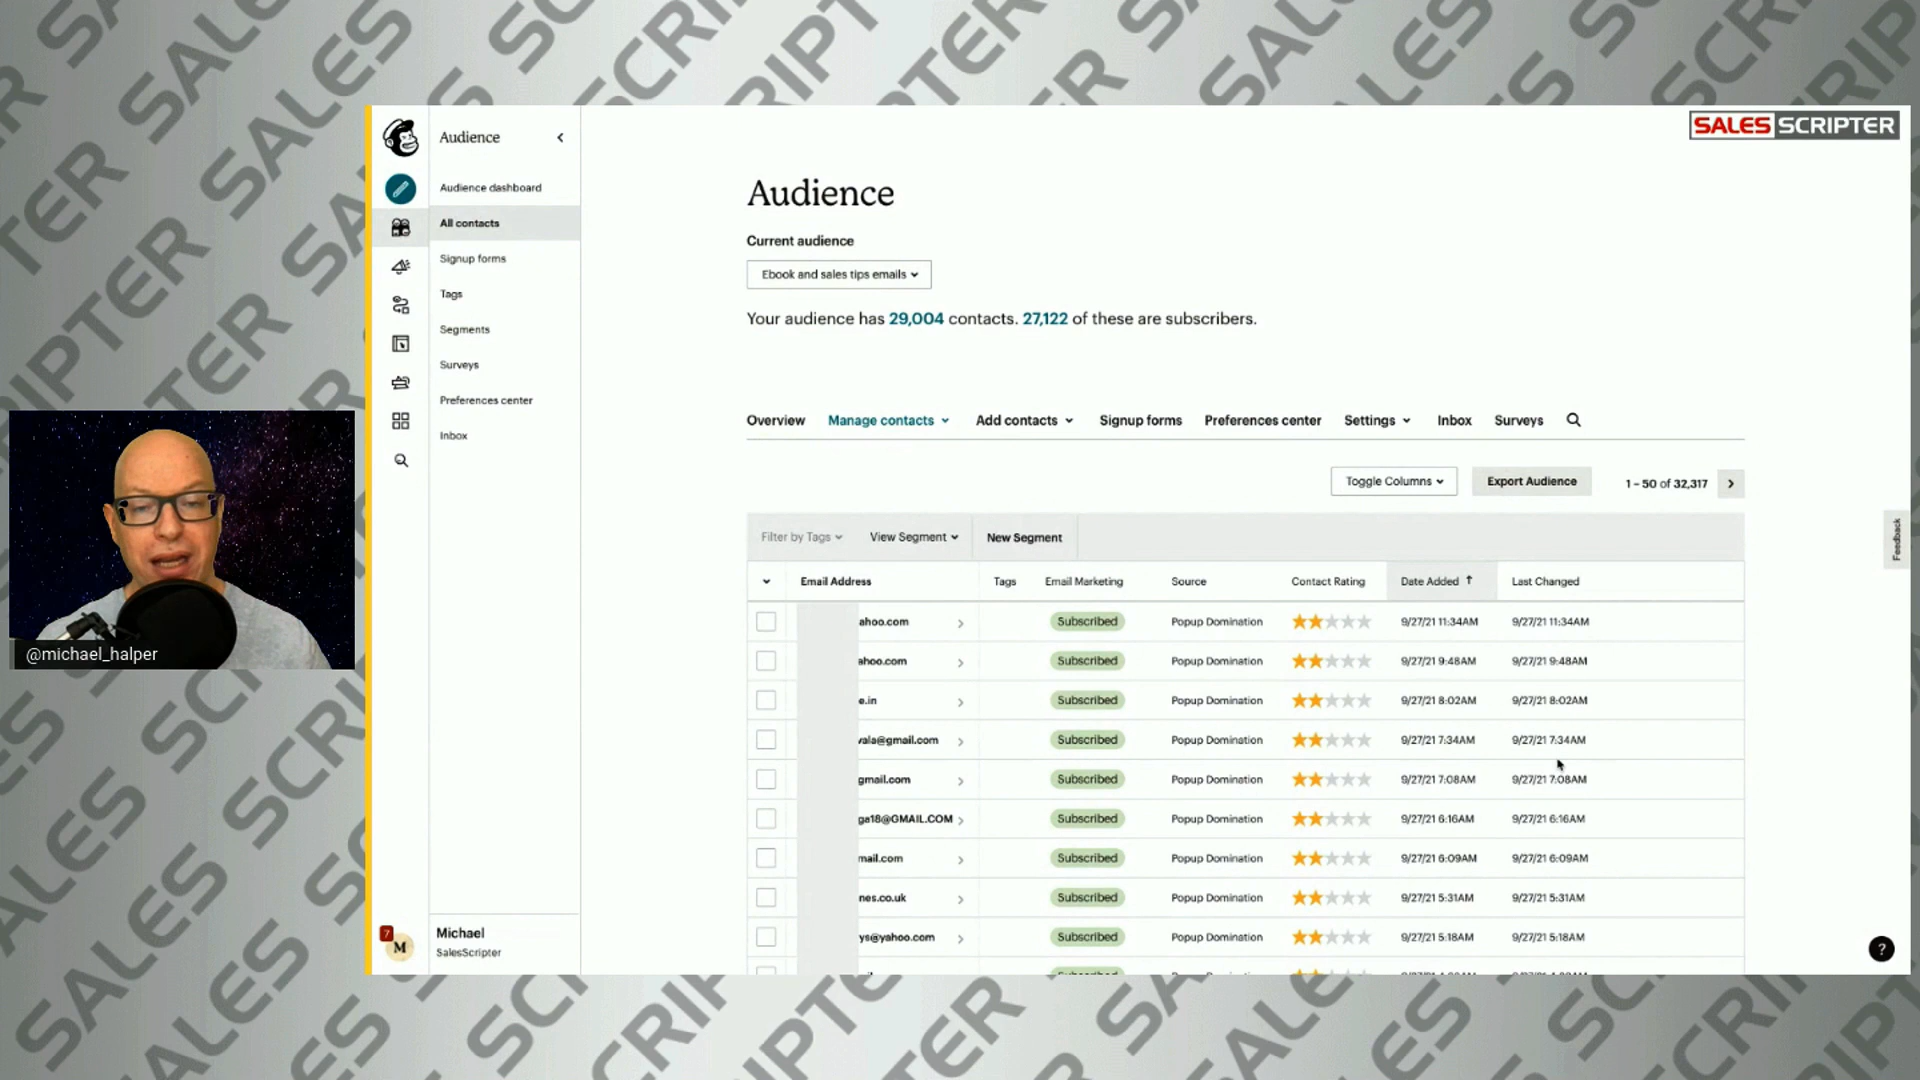 SALES SCRIPTER
Audience
Audience dashboard
All contacts
Signup forms
Tags
Segments
Surveys
Preferences center
Inbox
7
M
Michael
SalesScripter
@michael_halper
Audience
Current audience
Ebook and sales tips emails
Your audience has 29,004 contacts. 27,122 of these are subscribers.
Overview Manage contacts Add contacts Signup forms Preferences center Settings Inbox Surveys
Toggle Columns Export Audience 1 - 50 of 32,317
Filter by Tags View Segment New Segment
Email Address Tags Email Marketing Source Contact Rating Date Added Last Changed
ahoo.com Subscribed Popup Domination 9/27/21 11:34AM 9/27/21 11:34AM
ahoo.com Subscribed Popup Domination 9/27/21 9:48AM 9/27/21 9:48AM
e.in Subscribed Popup Domination 9/27/21 8:02AM 9/27/21 8:02AM
vala@gmail.com Subscribed Popup Domination 9/27/21 7:34AM 9/27/21 7:34AM
gmail.com Subscribed Popup Domination 9/27/21 7:08AM 9/27/21 7:08AM
ga18@GMAIL.COM Subscribed Popup Domination 9/27/21 6:16AM 9/27/21 6:16AM
mail.com Subscribed Popup Domination 9/27/21 6:09AM 9/27/21 6:09AM
nes.co.uk Subscribed Popup Domination 9/27/21 5:31AM 9/27/21 5:31AM
ys@yahoo.com Subscribed Popup Domination 9/27/21 5:18AM 9/27/21 5:18AM
Feedback
?